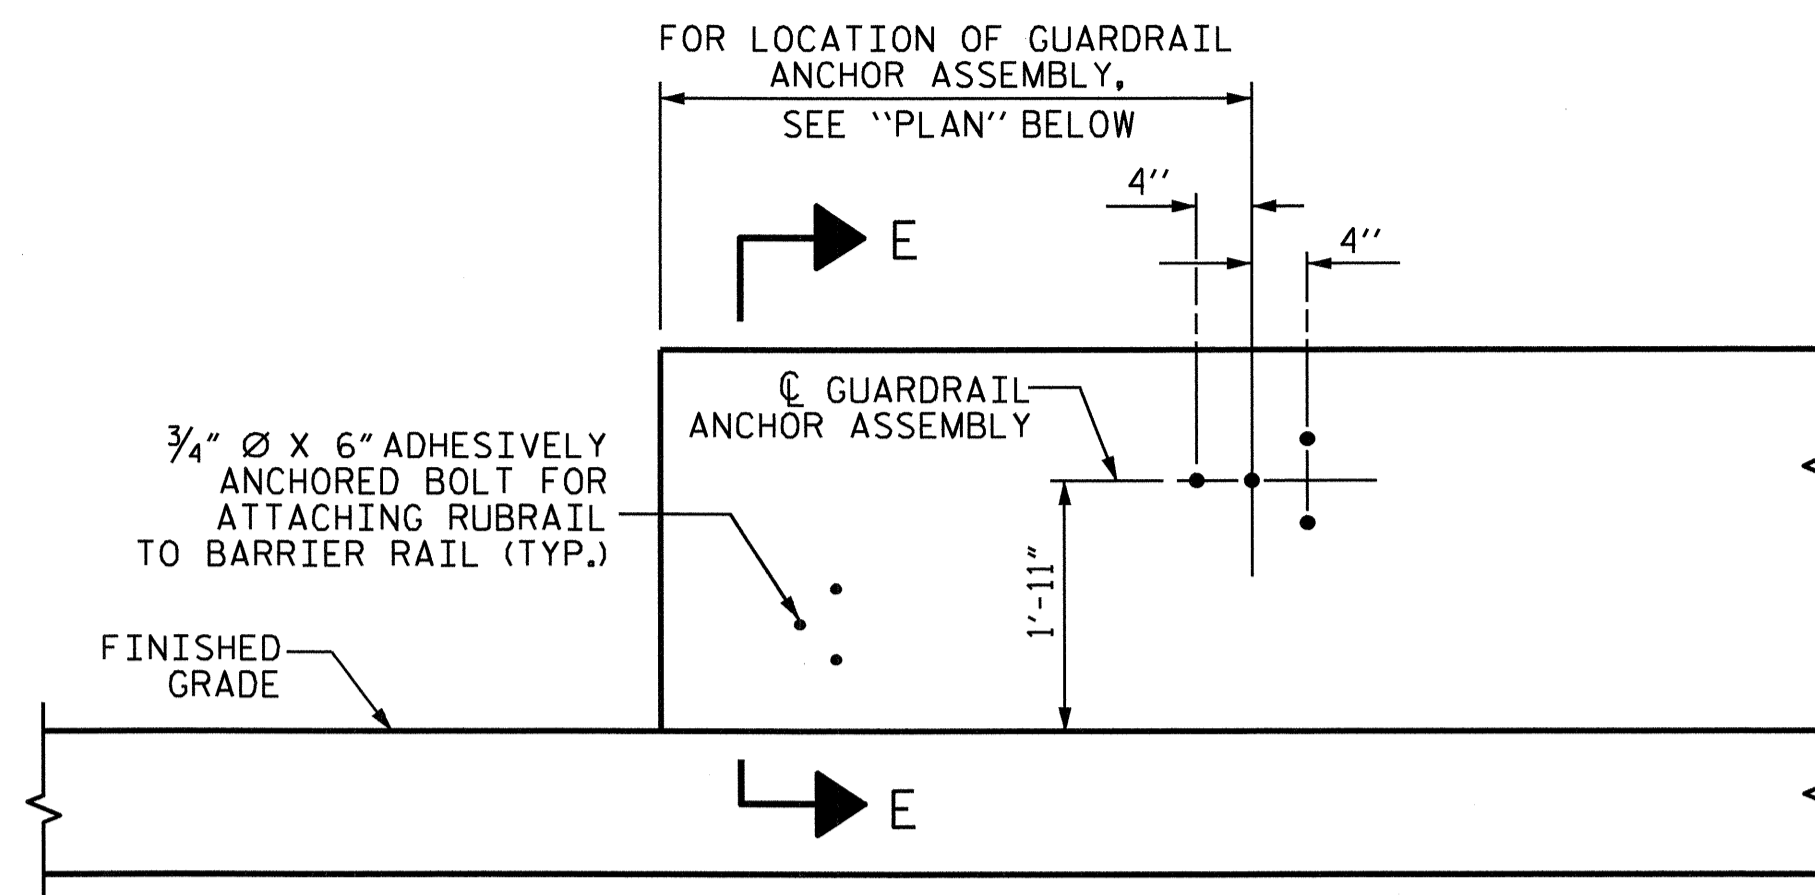 FOR LOCATION OF GUARDRAIL
ANCHOR ASSEMBLY,
SEE "PLAN" BELOW
4"
E
4"
℄ GUARDRAIL
ANCHOR ASSEMBLY
3/4" Ø X 6" ADHESIVELY
ANCHORED BOLT FOR
ATTACHING RUBRAIL
TO BARRIER RAIL (TYP.)
1'-11"
FINISHED
GRADE
E